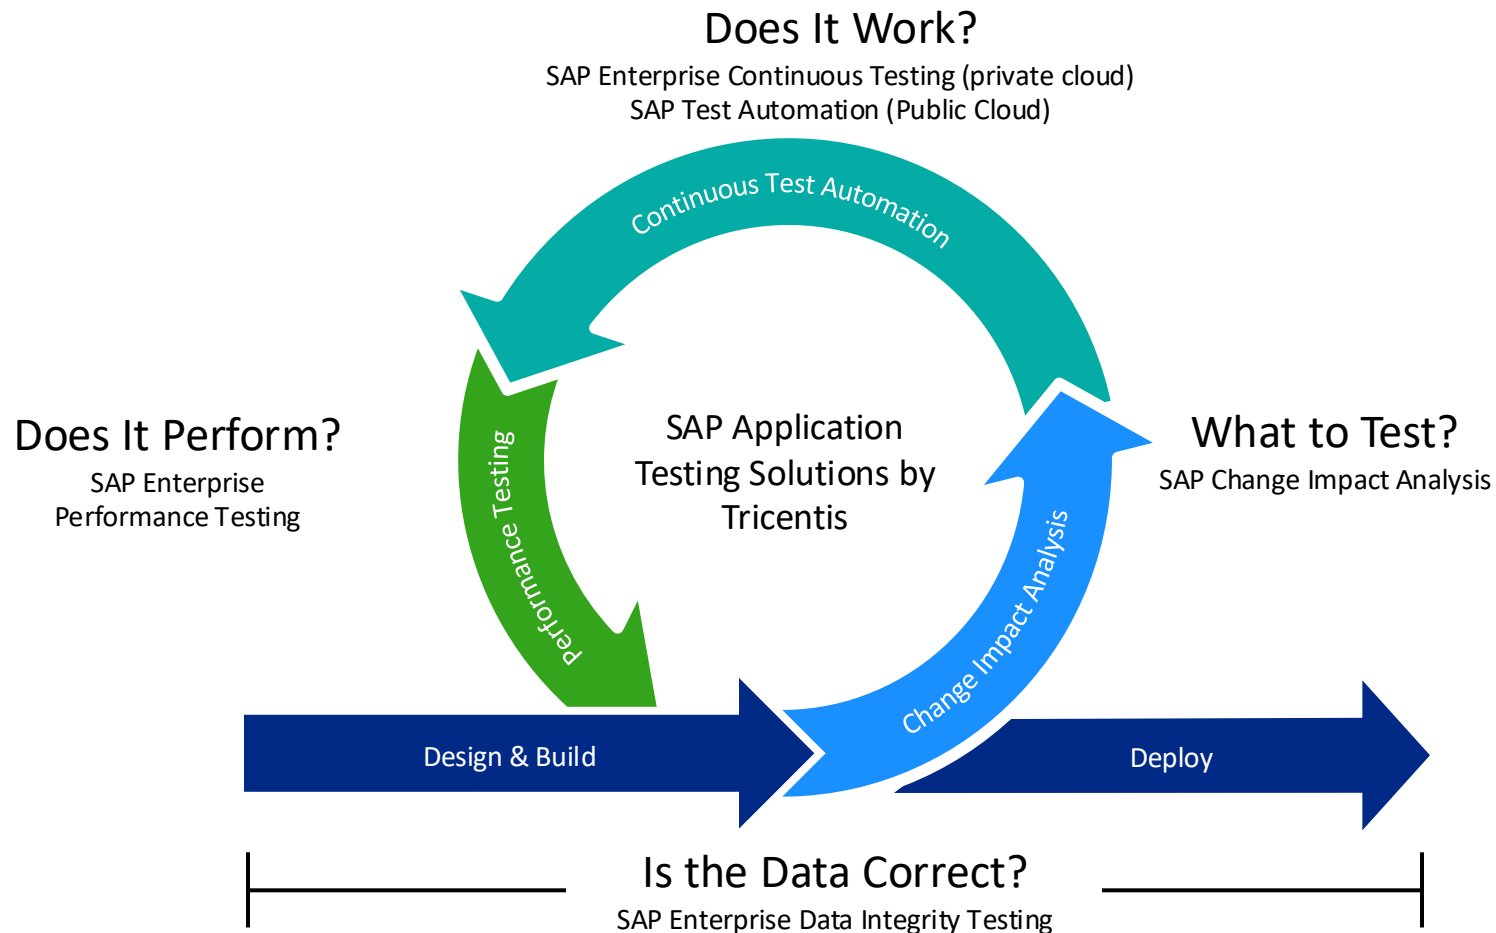 Does It Work?
SAP Enterprise Continuous Testing (private cloud)
SAP Test Automation (Public Cloud)
Continuous Test Automation
Does It Perform?
SAP Enterprise
Performance Testing
Performance Testing
SAP Application
Testing Solutions by
Tricentis
What to Test?
SAP Change Impact Analysis
Change Impact Analysis
Design & Build
Deploy
Is the Data Correct?
SAP Enterprise Data Integrity Testing